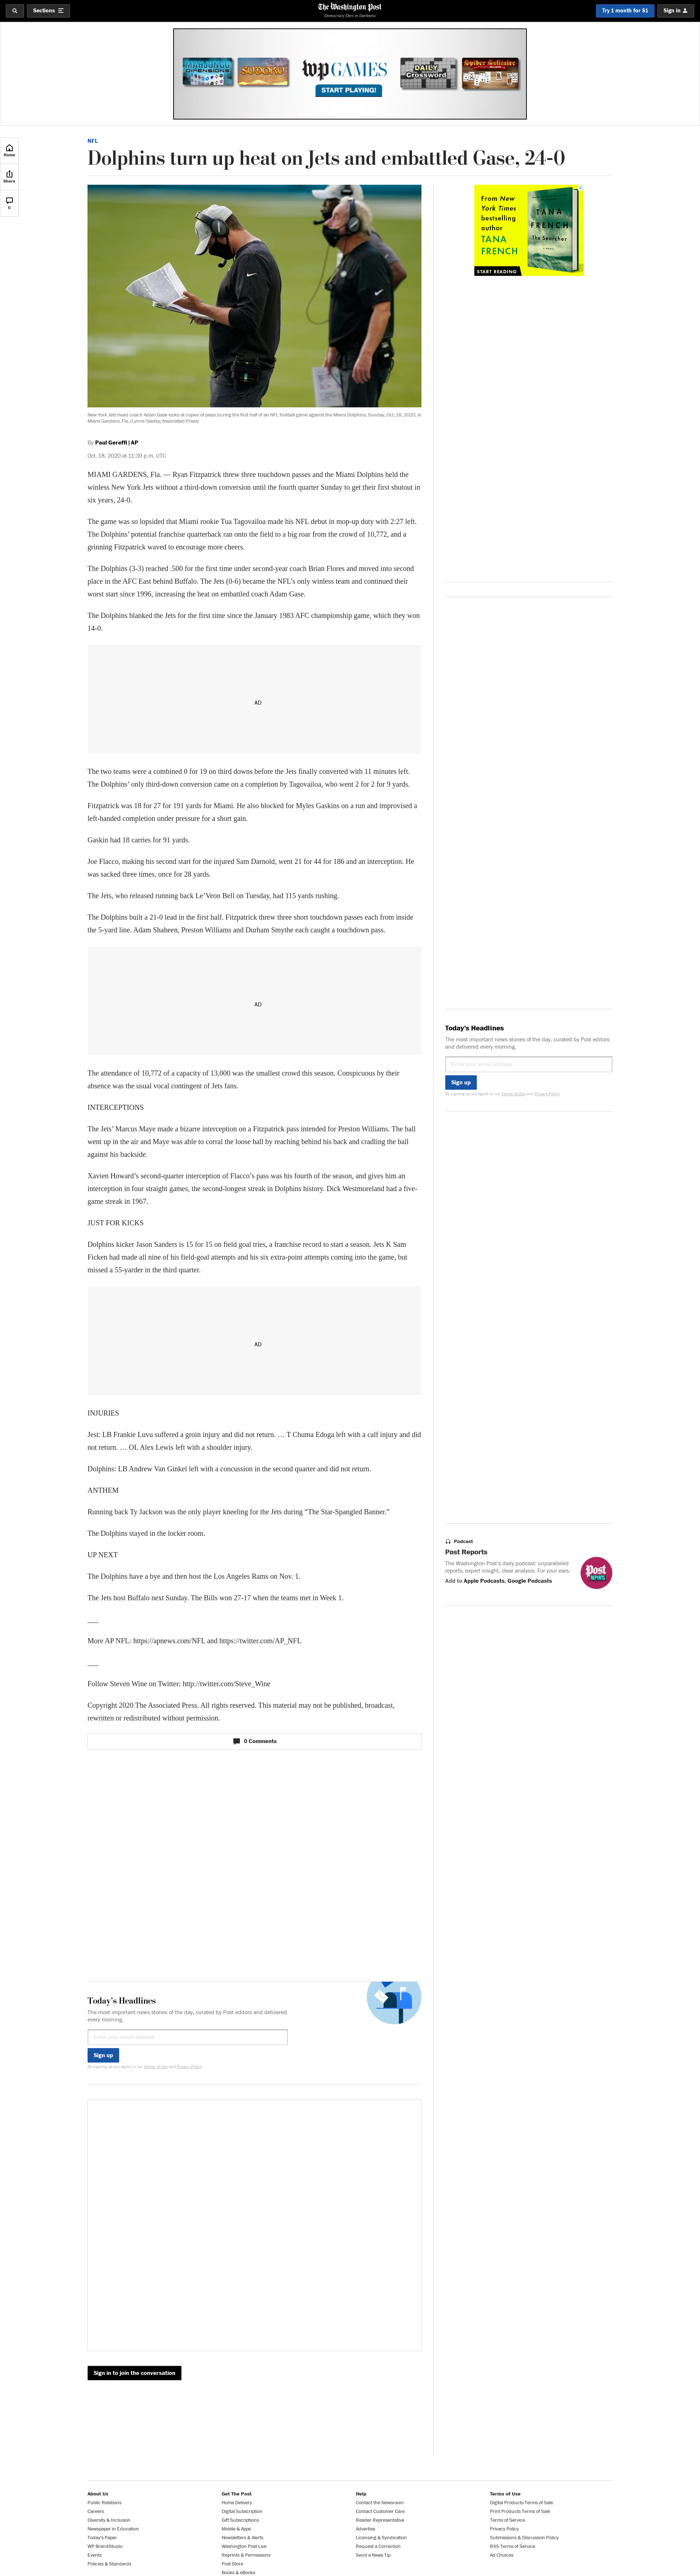 Sections
The Washington Post
Democracy Dies in Darkness
Try 1 month for $1
Sign in
SUDOKU
WP GAMES
START PLAYING!
DAILY
Crossword
Spider Solitaire
Home
Share
0
NFL
Dolphins turn up heat on Jets and embattled Gase, 24-0
New York Jets head coach Adam Gase looks at copies of plays during the first half of an NFL football game against the Miami Dolphins, Sunday, Oct. 18, 2020, in
Miami Gardens, Fla. (Lynne Sladky/Associated Press)
By Paul Gereffi | AP
Oct. 18, 2020 at 11:39 p.m. UTC
MIAMI GARDENS, Fla. — Ryan Fitzpatrick threw three touchdown passes and the Miami Dolphins held the
winless New York Jets without a third-down conversion until the fourth quarter Sunday to get their first shutout in
six years, 24-0.
The game was so lopsided that Miami rookie Tua Tagovailoa made his NFL debut in mop-up duty with 2:27 left.
The Dolphins’ potential franchise quarterback ran onto the field to a big roar from the crowd of 10,772, and a
grinning Fitzpatrick waved to encourage more cheers.
The Dolphins (3-3) reached .500 for the first time under second-year coach Brian Flores and moved into second
place in the AFC East behind Buffalo. The Jets (0-6) became the NFL’s only winless team and continued their
worst start since 1996, increasing the heat on embattled coach Adam Gase.
The Dolphins blanked the Jets for the first time since the January 1983 AFC championship game, which they won
14-0.
AD
The two teams were a combined 0 for 19 on third downs before the Jets finally converted with 11 minutes left.
The Dolphins’ only third-down conversion came on a completion by Tagovailoa, who went 2 for 2 for 9 yards.
Fitzpatrick was 18 for 27 for 191 yards for Miami. He also blocked for Myles Gaskins on a run and improvised a
left-handed completion under pressure for a short gain.
Gaskin had 18 carries for 91 yards.
Joe Flacco, making his second start for the injured Sam Darnold, went 21 for 44 for 186 and an interception. He
was sacked three times, once for 28 yards.
The Jets, who released running back Le’Veon Bell on Tuesday, had 115 yards rushing.
The Dolphins built a 21-0 lead in the first half. Fitzpatrick threw three short touchdown passes each from inside
the 5-yard line. Adam Shaheen, Preston Williams and Durham Smythe each caught a touchdown pass.
AD
The attendance of 10,772 of a capacity of 13,000 was the smallest crowd this season. Conspicuous by their
absence was the usual vocal contingent of Jets fans.
INTERCEPTIONS
The Jets’ Marcus Maye made a bizarre interception on a Fitzpatrick pass intended for Preston Williams. The ball
went up in the air and Maye was able to corral the loose ball by reaching behind his back and cradling the ball
against his backside.
Xavien Howard’s second-quarter interception of Flacco’s pass was his fourth of the season, and gives him an
interception in four straight games, the second-longest streak in Dolphins history. Dick Westmoreland had a five-
game streak in 1967.
JUST FOR KICKS
Dolphins kicker Jason Sanders is 15 for 15 on field goal tries, a franchise record to start a season. Jets K Sam
Ficken had made all nine of his field-goal attempts and his six extra-point attempts coming into the game, but
missed a 55-yarder in the third quarter.
AD
INJURIES
Jest: LB Frankie Luvu suffered a groin injury and did not return. … T Chuma Edoga left with a calf injury and did
not return. … OL Alex Lewis left with a shoulder injury.
Dolphins: LB Andrew Van Ginkel left with a concussion in the second quarter and did not return.
ANTHEM
Running back Ty Jackson was the only player kneeling for the Jets during “The Star-Spangled Banner.”
The Dolphins stayed in the locker room.
UP NEXT
The Dolphins have a bye and then host the Los Angeles Rams on Nov. 1.
The Jets host Buffalo next Sunday. The Bills won 27-17 when the teams met in Week 1.
___
More AP NFL: https://apnews.com/NFL and https://twitter.com/AP_NFL
___
Follow Steven Wine on Twitter: http://twitter.com/Steve_Wine
Copyright 2020 The Associated Press. All rights reserved. This material may not be published, broadcast,
rewritten or redistributed without permission.
0 Comments
Today’s Headlines
The most important news stories of the day, curated by Post editors and delivered
every morning.
Enter your email address
Sign up
By signing up you agree to our Terms of Use and Privacy Policy
Sign in to join the conversation
From New
York Times
bestselling
author
TANA
FRENCH
START READING
TANA
FRENCH
The Searcher
Today’s Headlines
The most important news stories of the day, curated by Post editors
and delivered every morning.
Enter your email address
Sign up
By signing up you agree to our Terms of Use and Privacy Policy
Podcast
Post Reports
The Washington Post’s daily podcast: unparalleled
reports, expert insight, clear analysis. For your ears.
Add to Apple Podcasts, Google Podcasts
Post
REPORTS
About Us
Public Relations
Careers
Diversity & Inclusion
Newspaper in Education
Today’s Paper
WP BrandStudio
Events
Policies & Standards
Get The Post
Home Delivery
Digital Subscription
Gift Subscriptions
Mobile & Apps
Newsletters & Alerts
Washington Post Live
Reprints & Permissions
Post Store
Books & eBooks
Help
Contact the Newsroom
Contact Customer Care
Reader Representative
Advertise
Licensing & Syndication
Request a Correction
Send a News Tip
Terms of Use
Digital Products Terms of Sale
Print Products Terms of Sale
Terms of Service
Privacy Policy
Submissions & Discussion Policy
RSS Terms of Service
Ad Choices